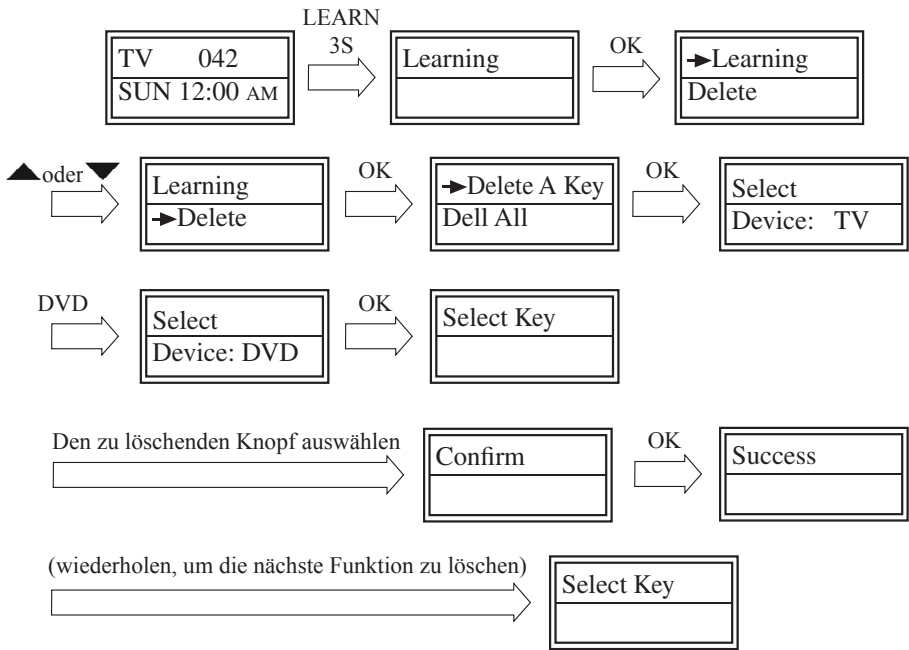 LEARN
3S
OK
TV 042
SUN 12:00 AM
Learning
➔Learning
Delete
▲oder▼
OK
OK
Learning
➔Delete
➔Delete A Key
Dell All
Select
Device: TV
DVD
OK
Select
Device: DVD
Select Key
Den zu löschenden Knopf auswählen
OK
Confirm
Success
(wiederholen, um die nächste Funktion zu löschen)
Select Key